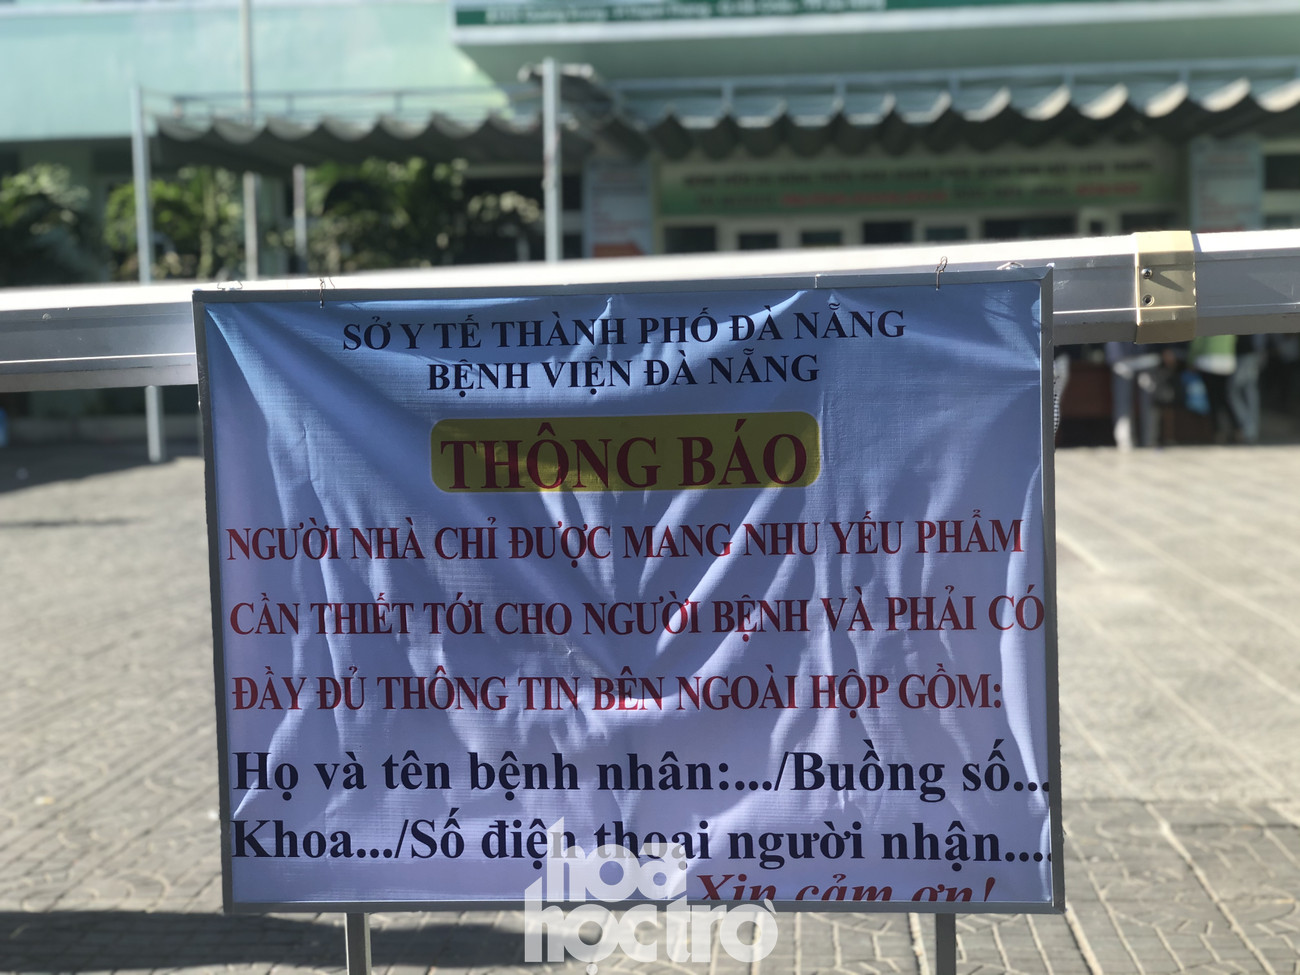 SỞ Y TẾ THÀNH PHỐ ĐÀ NẴNG
BỆNH VIỆN ĐÀ NẴNG
THÔNG BÁO
NGƯỜI NHÀ CHỈ ĐƯỢC MANG NHU YẾU PHẨM
CẦN THIẾT TỚI CHO NGƯỜI BỆNH VÀ PHẢI CÓ
ĐẦY ĐỦ THÔNG TIN BÊN NGOÀI HỘP GỒM:
Họ và tên bệnh nhân:.../Buồng số...
Khoa.../Số điện thoại người nhận....
Xin cảm ơn!
hoa
học trò